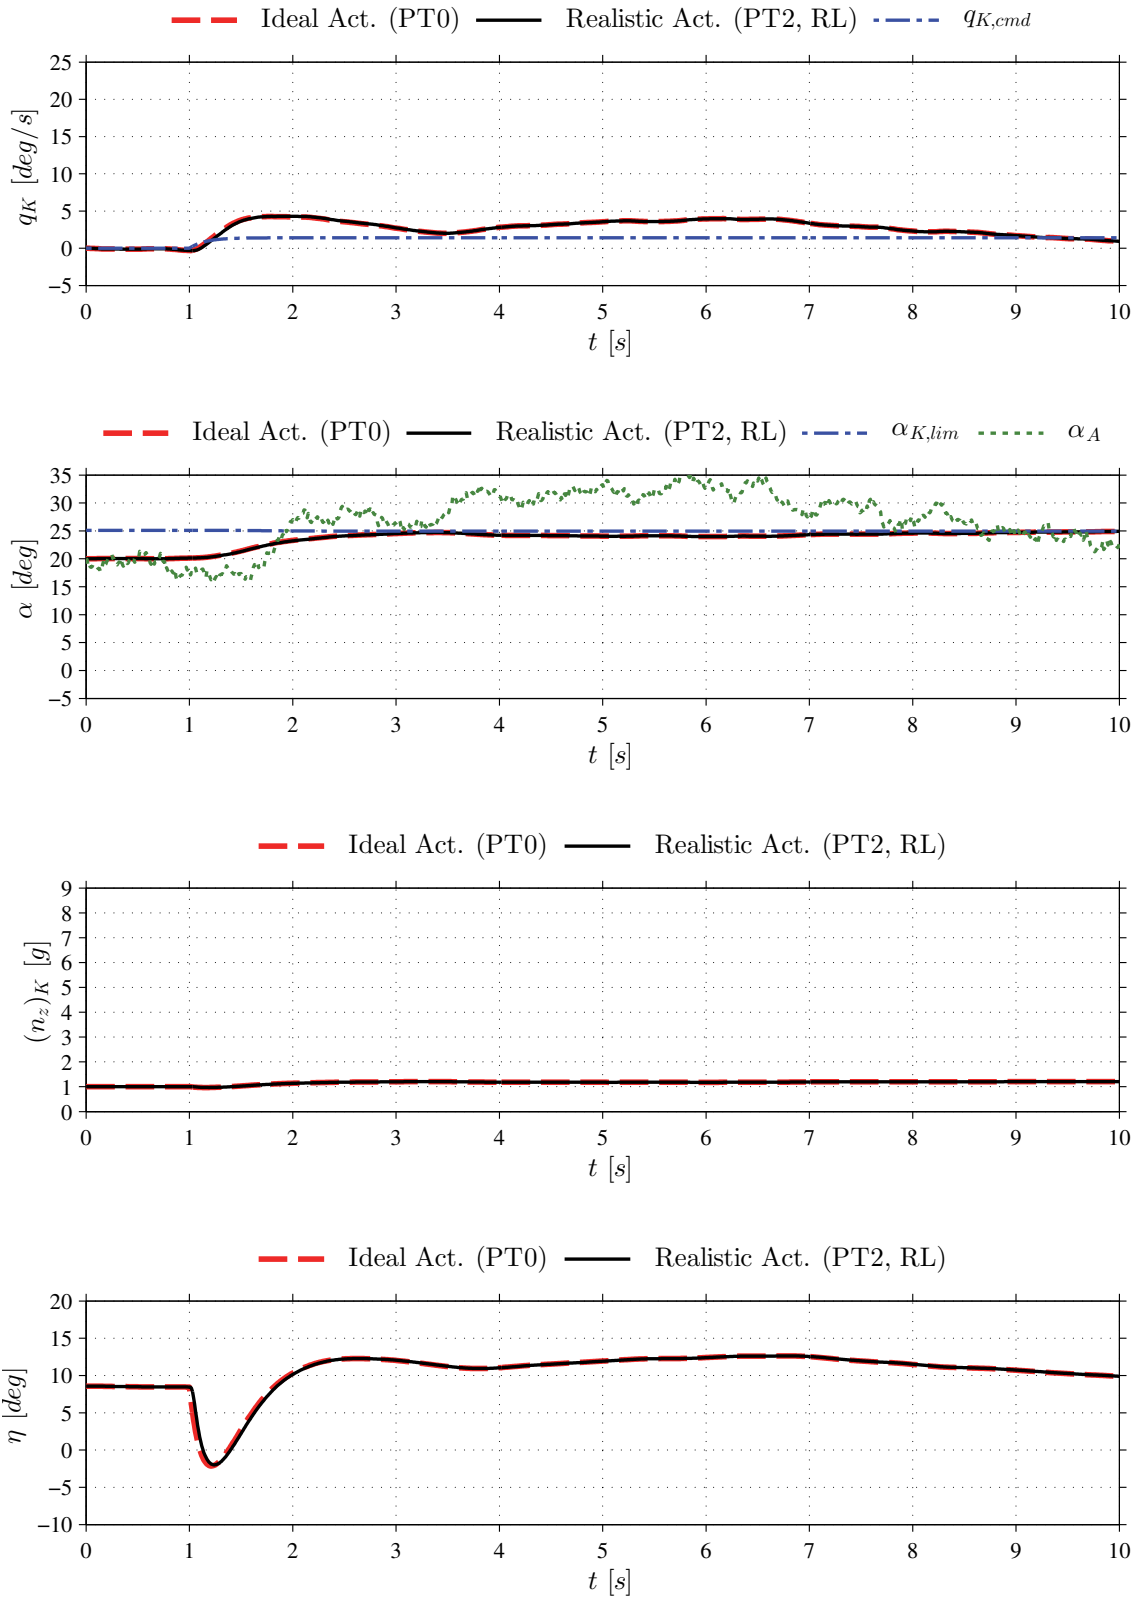 Ideal Act. (PT0) Realistic Act. (PT2, RL) q_{K,cmd}
25
20
15
10
5
0
−5
q_K [deg/s]
0 1 2 3 4 5 6 7 8 9 10
t [s]
Ideal Act. (PT0) Realistic Act. (PT2, RL) α_{K,lim} α_A
35
30
25
20
15
10
5
0
−5
α [deg]
0 1 2 3 4 5 6 7 8 9 10
t [s]
Ideal Act. (PT0) Realistic Act. (PT2, RL)
9
8
7
6
5
4
3
2
1
0
(n_z)_K [g]
0 1 2 3 4 5 6 7 8 9 10
t [s]
Ideal Act. (PT0) Realistic Act. (PT2, RL)
20
15
10
5
0
−5
−10
η [deg]
0 1 2 3 4 5 6 7 8 9 10
t [s]